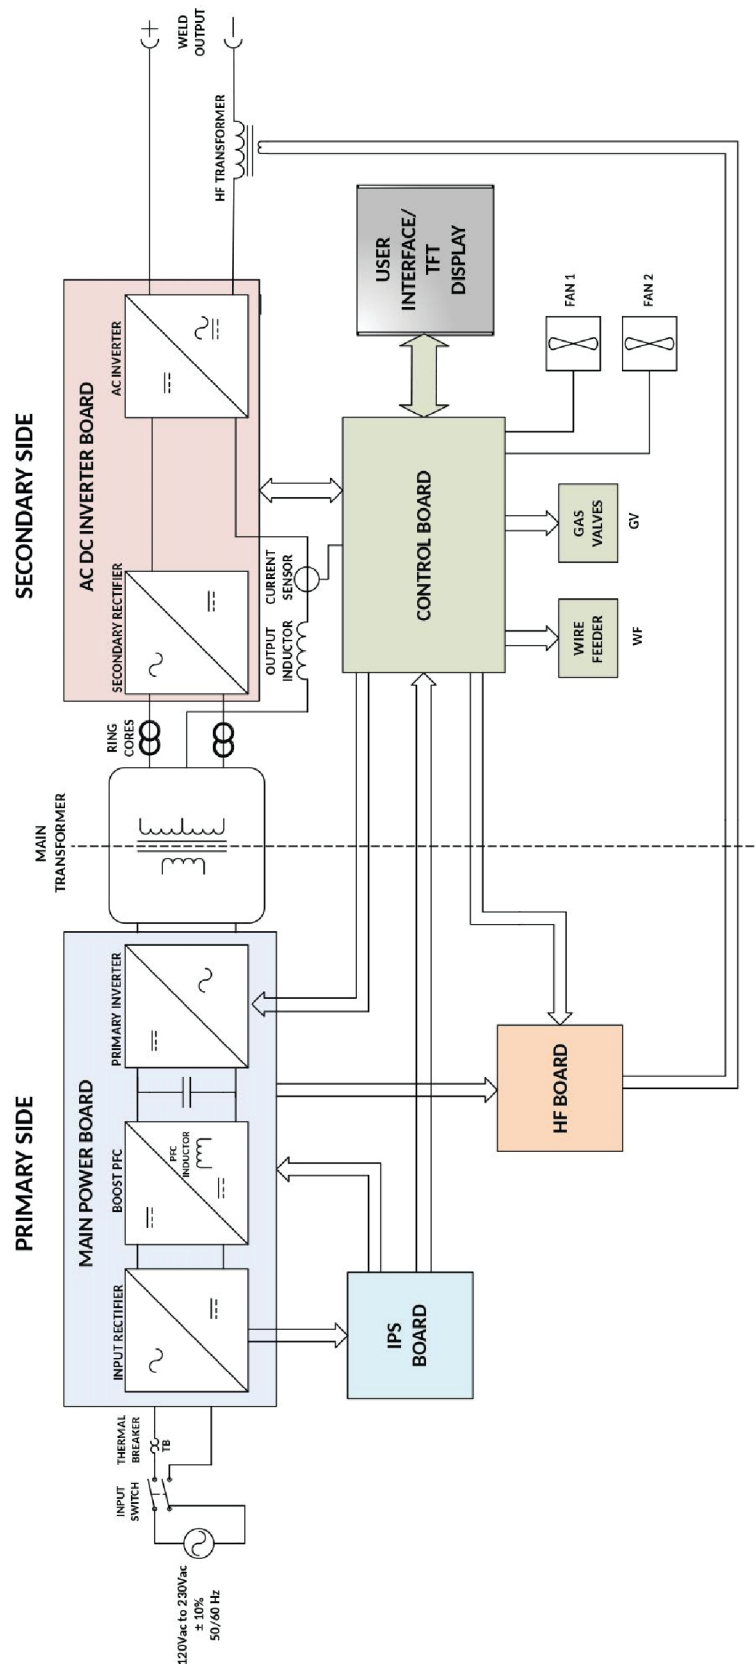 PRIMARY SIDE
SECONDARY SIDE
120Vac to 230Vac
± 10%
50/60 Hz
INPUT
SWITCH
THERMAL
BREAKER
TB
MAIN POWER BOARD
INPUT RECTIFIER
BOOST PFC
PFC
INDUCTOR
PRIMARY INVERTER
MAIN
TRANSFORMER
RING
CORES
AC DC INVERTER BOARD
SECONDARY RECTIFIER
AC INVERTER
OUTPUT
INDUCTOR
CURRENT
SENSOR
HF TRANSFORMER
WELD
OUTPUT
+
−
IPS
BOARD
HF BOARD
CONTROL BOARD
USER
INTERFACE/
TFT
DISPLAY
WIRE
FEEDER
WF
GAS
VALVES
GV
FAN 1
FAN 2